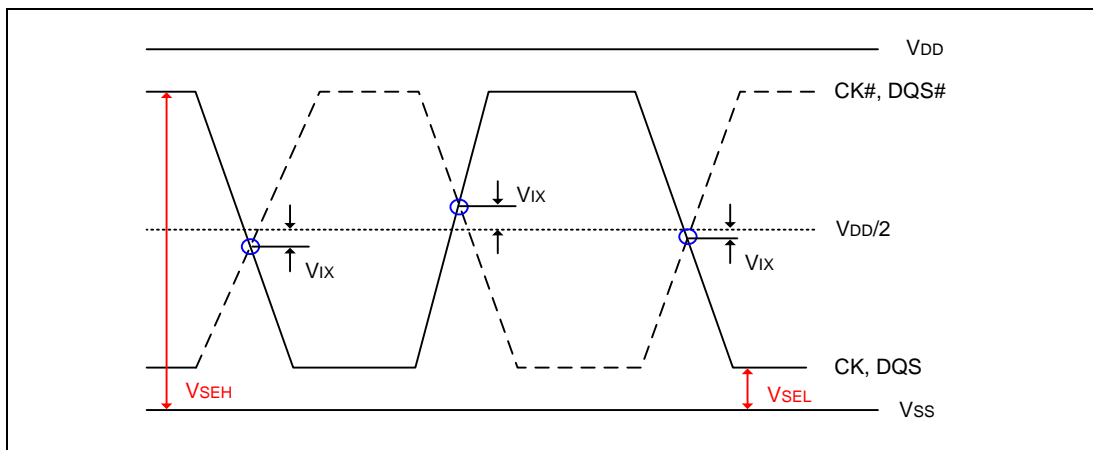 VDD
CK#, DQS#
VIX
VDD/2
VIX
VIX
CK, DQS
VSEH
VSEL
VSS